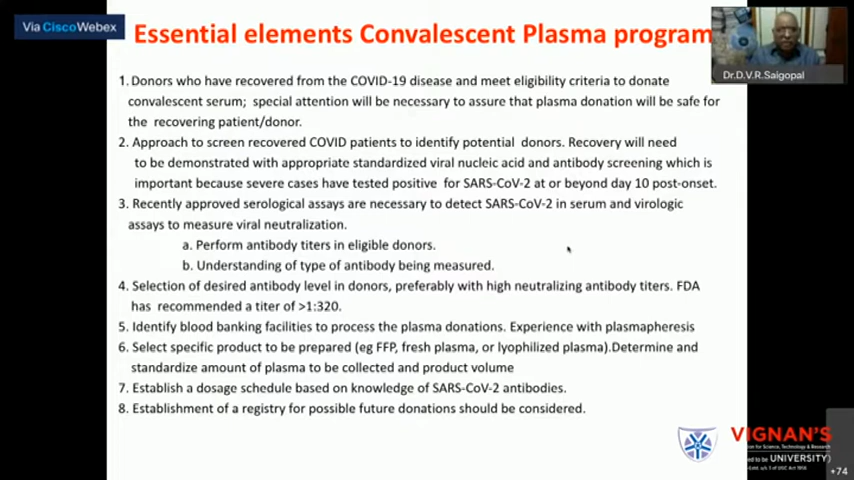 Via Cisco Webex
Essential elements Convalescent Plasma program
Dr.D.V.R.Saigopal
1. Donors who have recovered from the COVID-19 disease and meet eligibility criteria to donate
convalescent serum; special attention will be necessary to assure that plasma donation will be safe for
the recovering patient/donor.
2. Approach to screen recovered COVID patients to identify potential donors. Recovery will need
to be demonstrated with appropriate standardized viral nucleic acid and antibody screening which is
important because severe cases have tested positive for SARS-CoV-2 at or beyond day 10 post-onset.
3. Recently approved serological assays are necessary to detect SARS-CoV-2 in serum and virologic
assays to measure viral neutralization.
a. Perform antibody titers in eligible donors.
b. Understanding of type of antibody being measured.
4. Selection of desired antibody level in donors, preferably with high neutralizing antibody titers. FDA
has recommended a titer of >1:320.
5. Identify blood banking facilities to process the plasma donations. Experience with plasmapheresis
6. Select specific product to be prepared (eg FFP, fresh plasma, or lyophilized plasma).Determine and
standardize amount of plasma to be collected and product volume
7. Establish a dosage schedule based on knowledge of SARS-CoV-2 antibodies.
8. Establishment of a registry for possible future donations should be considered.
VIGNAN'S
for Science, Technology & Research
to be UNIVERSITY)
+74